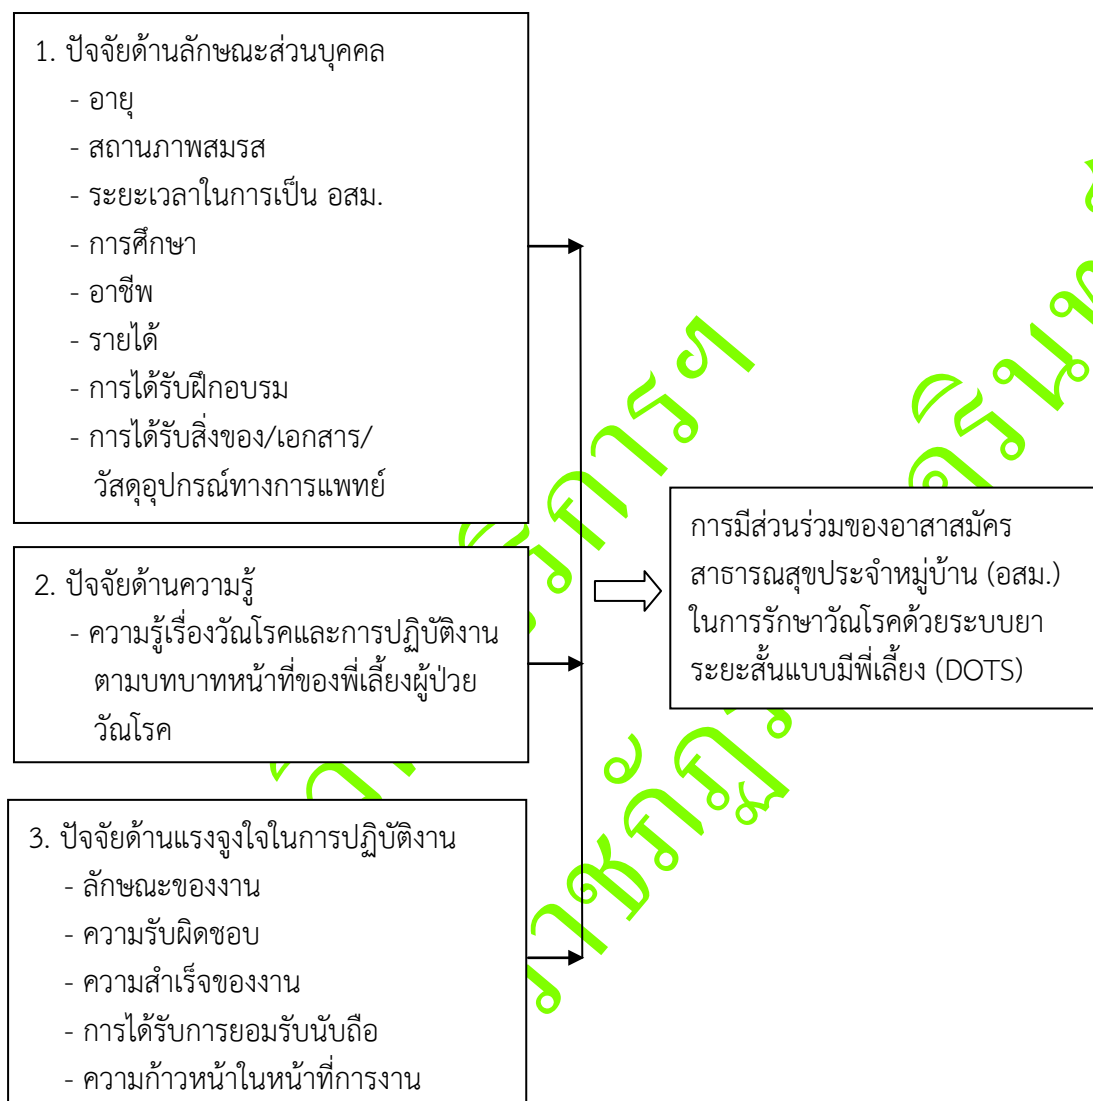 1. ปัจจัยด้านลักษณะส่วนบุคคล
- อายุ
- สถานภาพสมรส
- ระยะเวลาในการเป็น อสม.
- การศึกษา
- อาชีพ
- รายได้
- การได้รับฝึกอบรม
- การได้รับสิ่งของ/เอกสาร/
วัสดุอุปกรณ์ทางการแพทย์
2. ปัจจัยด้านความรู้
- ความรู้เรื่องวัณโรคและการปฏิบัติงาน
ตามบทบาทหน้าที่ของพี่เลี้ยงผู้ป่วย
วัณโรค
3. ปัจจัยด้านแรงจูงใจในการปฏิบัติงาน
- ลักษณะของงาน
- ความรับผิดชอบ
- ความสำเร็จของงาน
- การได้รับการยอมรับนับถือ
- ความก้าวหน้าในหน้าที่การงาน
การมีส่วนร่วมของอาสาสมัคร
สาธารณสุขประจำหมู่บ้าน (อสม.)
ในการรักษาวัณโรคด้วยระบบยา
ระยะสั้นแบบมีพี่เลี้ยง (DOTS)